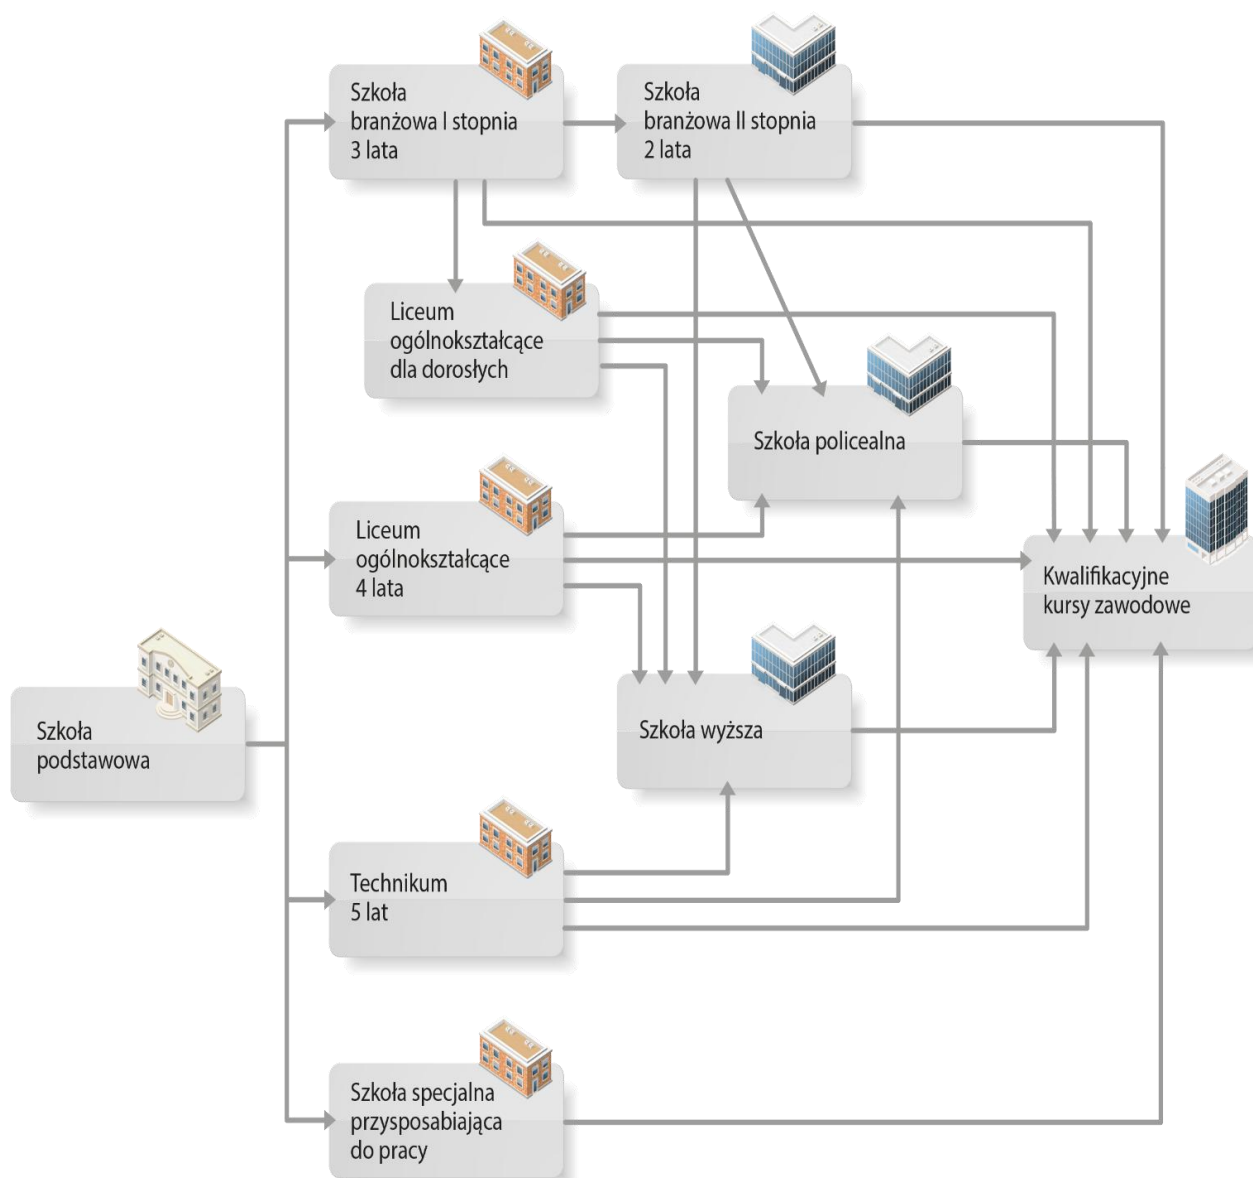 Szkoła
branżowa I stopnia
3 lata
Szkoła
branżowa II stopnia
2 lata
Liceum
ogólnokształcące
dla dorosłych
Szkoła policealna
Liceum
ogólnokształcące
4 lata
Kwalifikacyjne
kursy zawodowe
Szkoła
podstawowa
Szkoła wyższa
Technikum
5 lat
Szkoła specjalna
przysposabiająca
do pracy